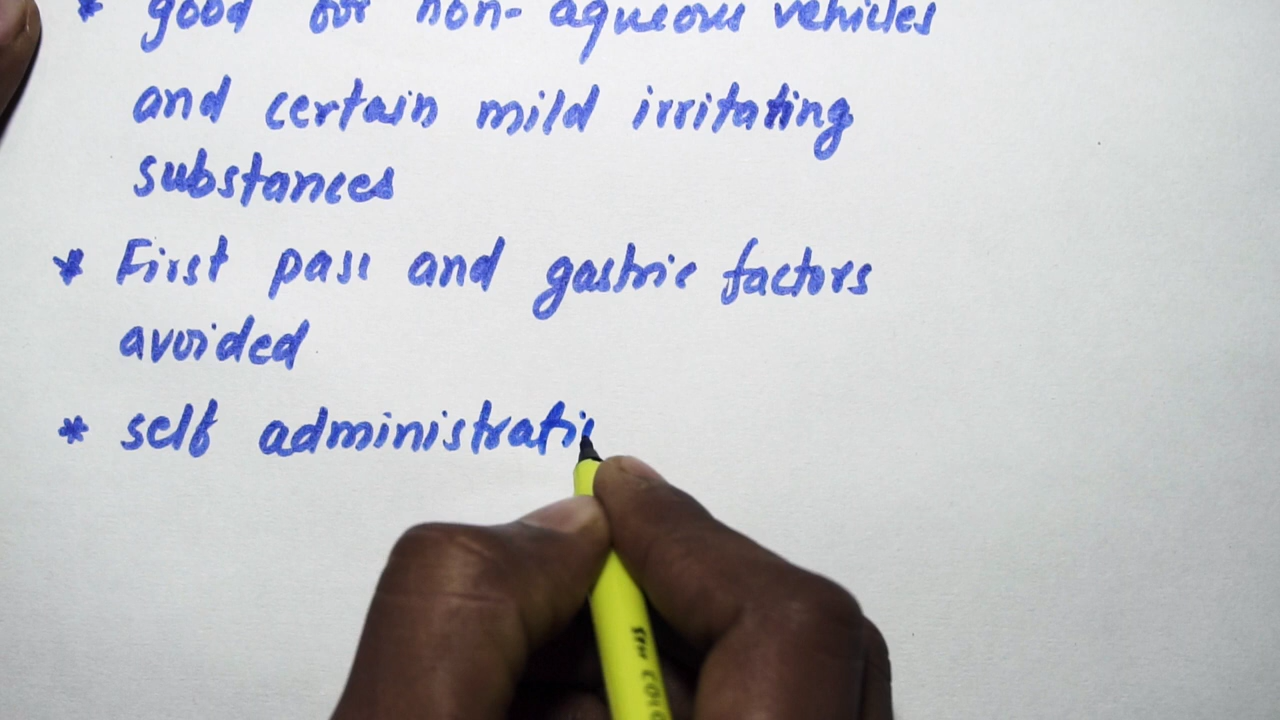 * good for non-aqueous vehicles
and certain mild irritating
substances
* First pass and gastric factors
avoided
* self administrati